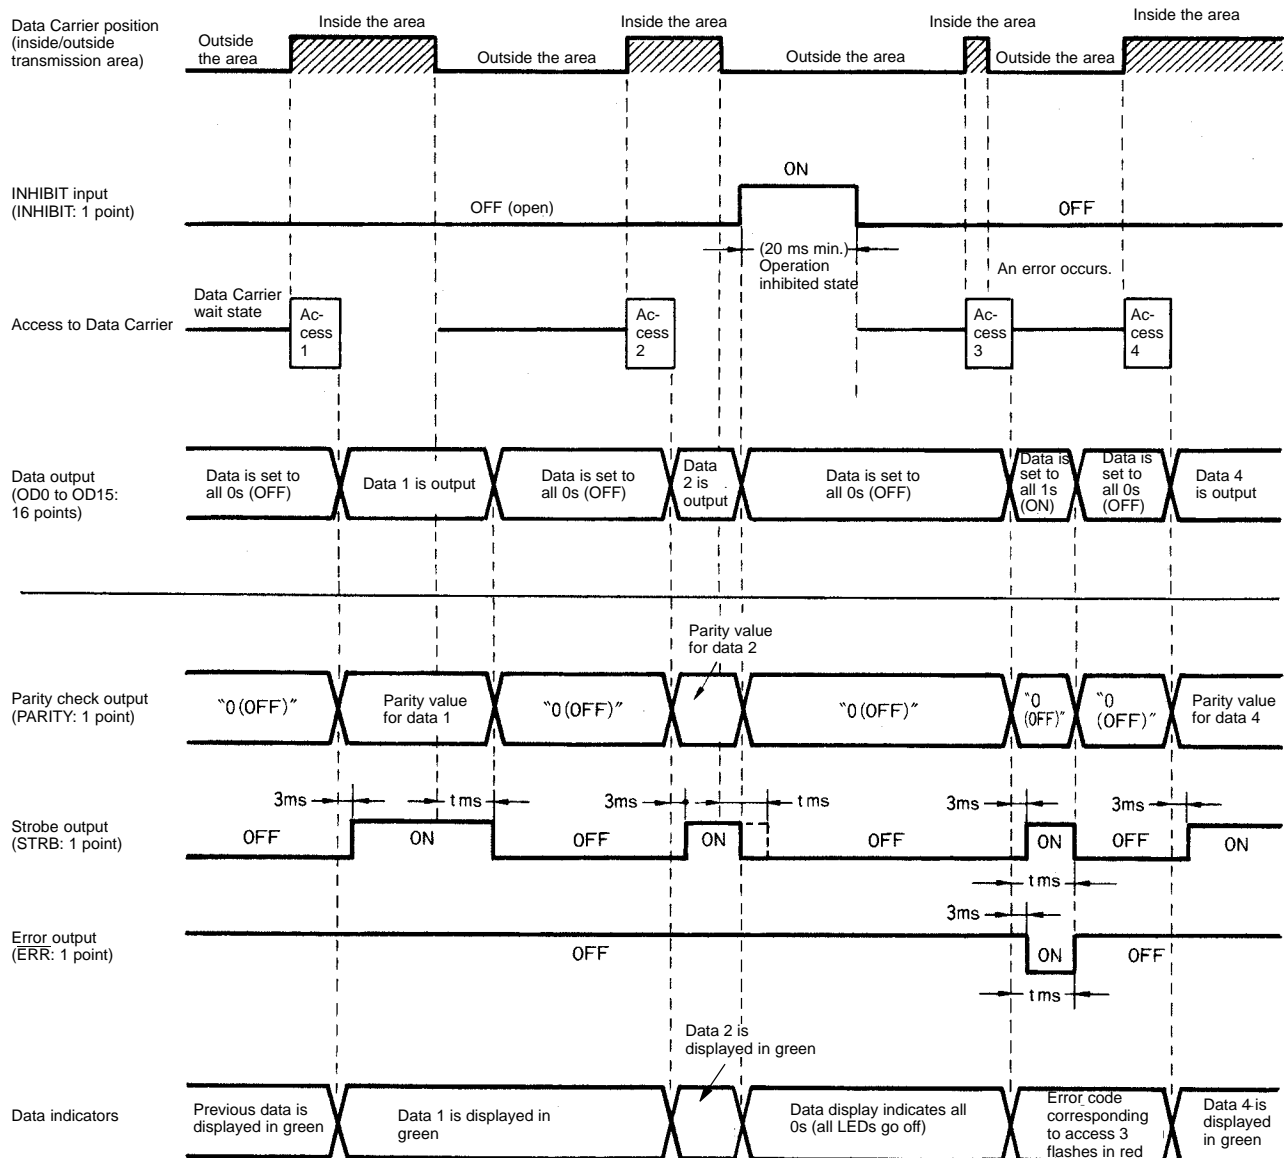 Data Carrier position
(inside/outside
transmission area)
Outside
the area
Inside the area
Outside the area
Inside the area
Outside the area
Inside the area
Outside the area
Inside the area
INHIBIT input
(INHIBIT: 1 point)
OFF (open)
ON
OFF
(20 ms min.)
Operation
inhibited state
An error occurs.
Access to Data Carrier
Data Carrier
wait state
Ac-
cess
1
Ac-
cess
2
Ac-
cess
3
Ac-
cess
4
Data output
(OD0 to OD15:
16 points)
Data is set to
all 0s (OFF)
Data 1 is output
Data is set to
all 0s (OFF)
Data
2 is
output
Data is set to
all 0s (OFF)
Data is
set to
all 1s
(ON)
Data is
set to
all 0s
(OFF)
Data 4
is output
Parity value
for data 2
Parity check output
(PARITY: 1 point)
“0 (OFF)”
Parity value
for data 1
“0 (OFF)”
“0 (OFF)”
“0
(OFF)”
“0
(OFF)”
Parity value
for data 4
3ms
t ms
3ms
t ms
3ms
3ms
Strobe output
(STRB: 1 point)
OFF
ON
OFF
ON
OFF
ON
OFF
ON
t ms
3ms
Error output
(ERR: 1 point)
OFF
ON
OFF
t ms
Data 2 is
displayed in green
Data indicators
Previous data is
displayed in green
Data 1 is displayed in
green
Data display indicates all
0s (all LEDs go off)
Error code
corresponding
to access 3
flashes in red
Data 4 is
displayed
in green